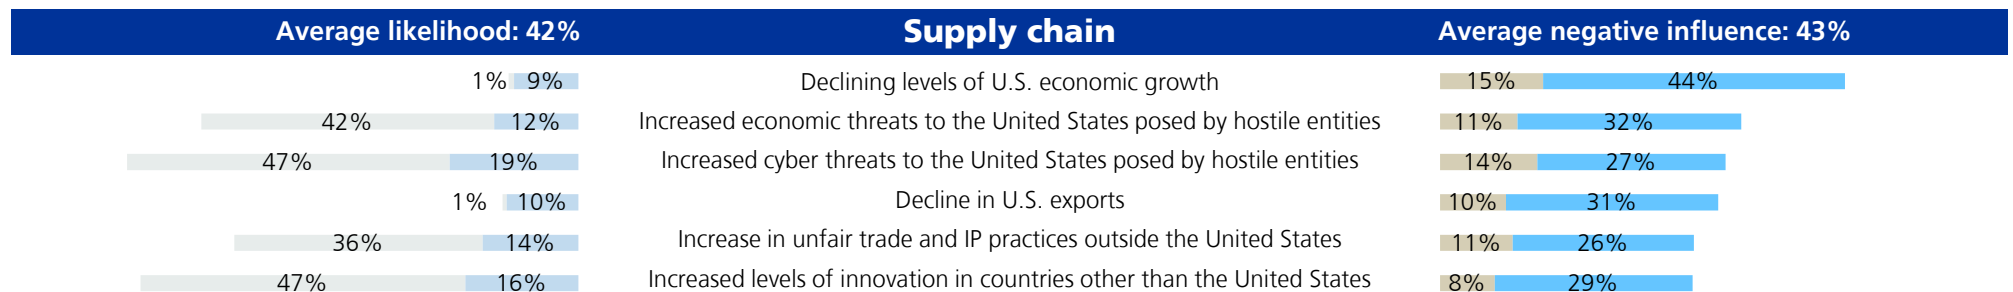 Average likelihood: 42% Supply chain Average negative influence: 43%
1% 9% Declining levels of U.S. economic growth 15% 44%
42% 12% Increased economic threats to the United States posed by hostile entities 11% 32%
47% 19% Increased cyber threats to the United States posed by hostile entities 14% 27%
1% 10% Decline in U.S. exports 10% 31%
36% 14% Increase in unfair trade and IP practices outside the United States 11% 26%
47% 16% Increased levels of innovation in countries other than the United States 8% 29%